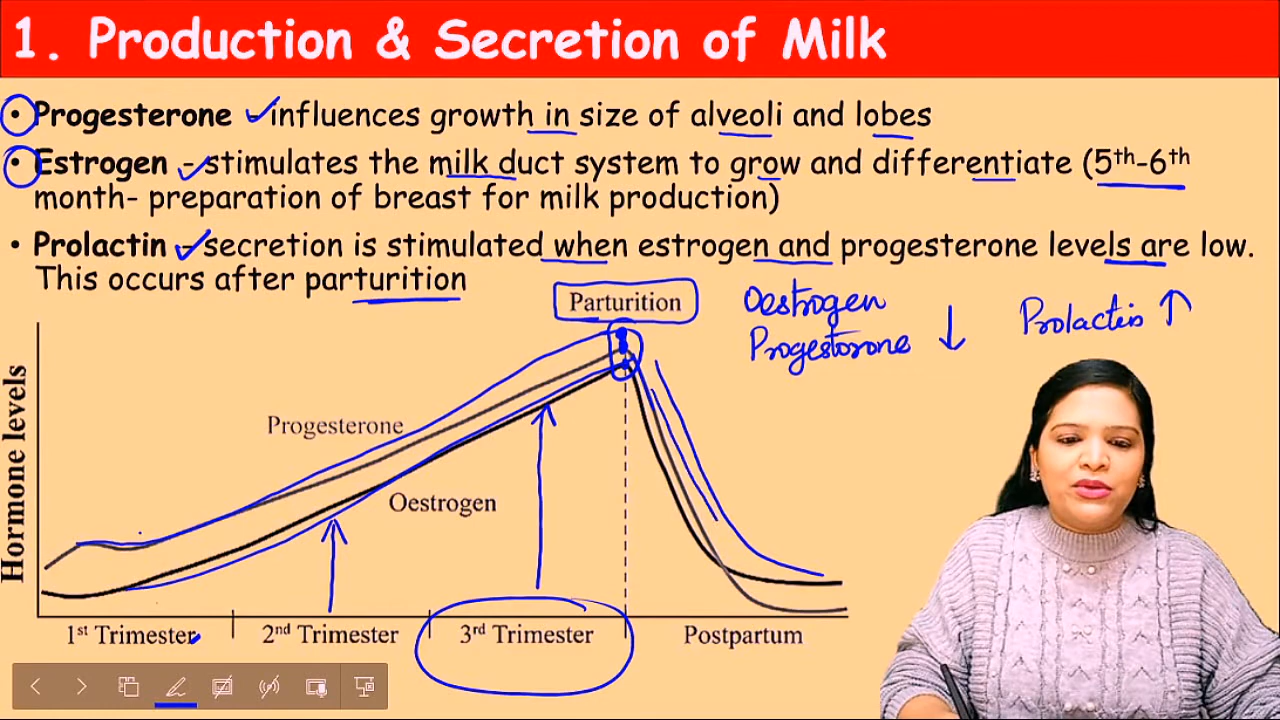 1. Production & Secretion of Milk
• Progesterone - influences growth in size of alveoli and lobes
• Estrogen - stimulates the milk duct system to grow and differentiate (5th-6th
month- preparation of breast for milk production)
• Prolactin - secretion is stimulated when estrogen and progesterone levels are low.
This occurs after parturition
Parturition
Oestrogen
Progesterone ↓
Prolactin ↑
Hormone levels
Progesterone
Oestrogen
1st Trimester
2nd Trimester
3rd Trimester
Postpartum